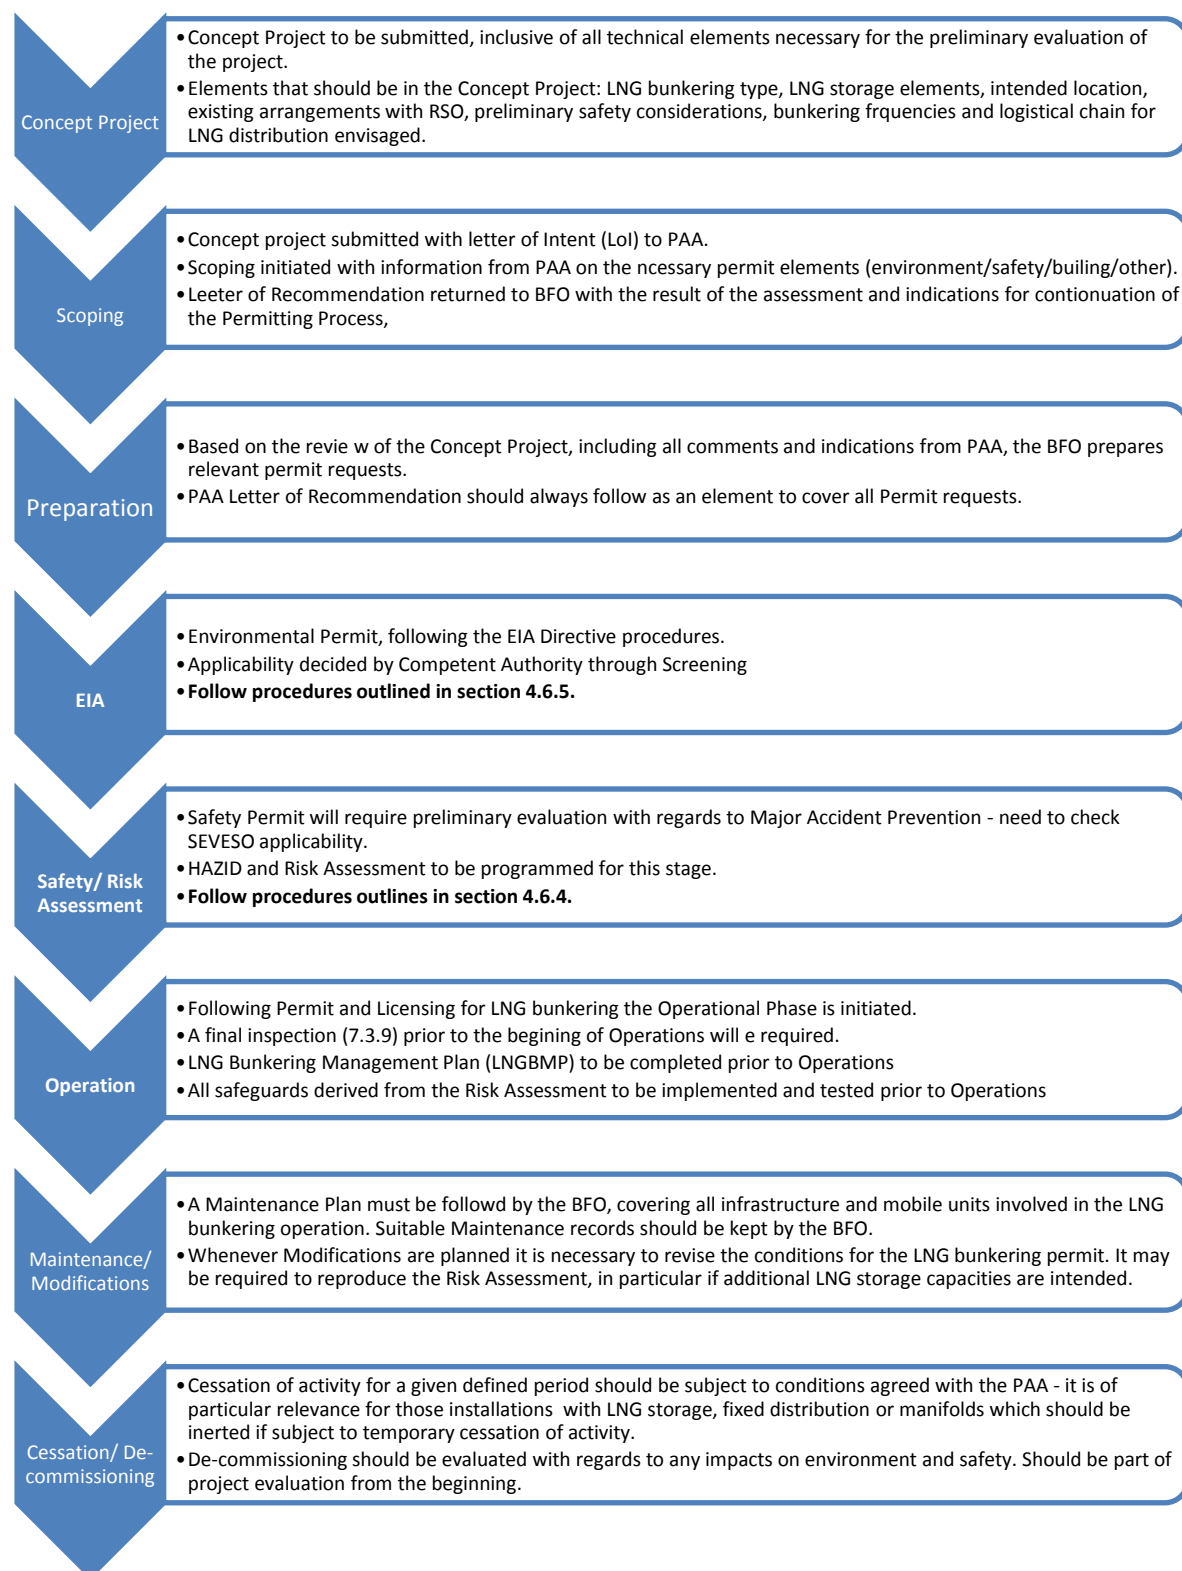 Concept Project
•Concept Project to be submitted, inclusive of all technical elements necessary for the preliminary evaluation of
the project.
•Elements that should be in the Concept Project: LNG bunkering type, LNG storage elements, intended location,
existing arrangements with RSO, preliminary safety considerations, bunkering frquencies and logistical chain for
LNG distribution envisaged.
Scoping
•Concept project submitted with letter of Intent (LoI) to PAA.
•Scoping initiated with information from PAA on the ncessary permit elements (environment/safety/builing/other).
•Leeter of Recommendation returned to BFO with the result of the assessment and indications for contionuation of
the Permitting Process,
Preparation
•Based on the revie w of the Concept Project, including all comments and indications from PAA, the BFO prepares
relevant permit requests.
•PAA Letter of Recommendation should always follow as an element to cover all Permit requests.
EIA
•Environmental Permit, following the EIA Directive procedures.
•Applicability decided by Competent Authority through Screening
•Follow procedures outlined in section 4.6.5.
Safety/ Risk
Assessment
•Safety Permit will require preliminary evaluation with regards to Major Accident Prevention - need to check
SEVESO applicability.
•HAZID and Risk Assessment to be programmed for this stage.
•Follow procedures outlines in section 4.6.4.
Operation
•Following Permit and Licensing for LNG bunkering the Operational Phase is initiated.
•A final inspection (7.3.9) prior to the begining of Operations will e required.
•LNG Bunkering Management Plan (LNGBMP) to be completed prior to Operations
•All safeguards derived from the Risk Assessment to be implemented and tested prior to Operations
Maintenance/
Modifications
•A Maintenance Plan must be followd by the BFO, covering all infrastructure and mobile units involved in the LNG
bunkering operation. Suitable Maintenance records should be kept by the BFO.
•Whenever Modifications are planned it is necessary to revise the conditions for the LNG bunkering permit. It may
be required to reproduce the Risk Assessment, in particular if additional LNG storage capacities are intended.
Cessation/ De-
commissioning
•Cessation of activity for a given defined period should be subject to conditions agreed with the PAA - it is of
particular relevance for those installations with LNG storage, fixed distribution or manifolds which should be
inerted if subject to temporary cessation of activity.
•De-commissioning should be evaluated with regards to any impacts on environment and safety. Should be part of
project evaluation from the beginning.